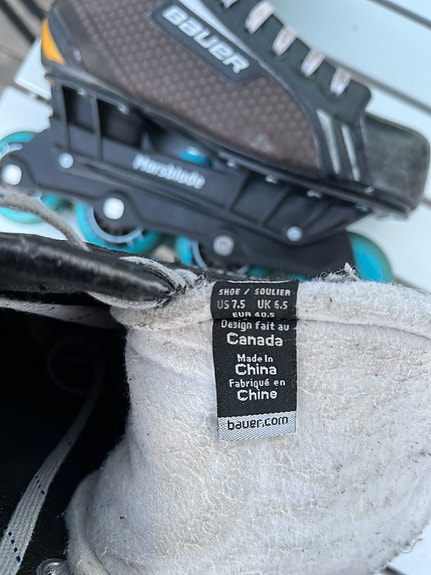 BAUER
Marsblade
SHOE / SOULIER
US 7.5 UK 6.5
EUR 40.5
Design fait au
Canada
Made in
China
Fabriqué en
Chine
bauer.com